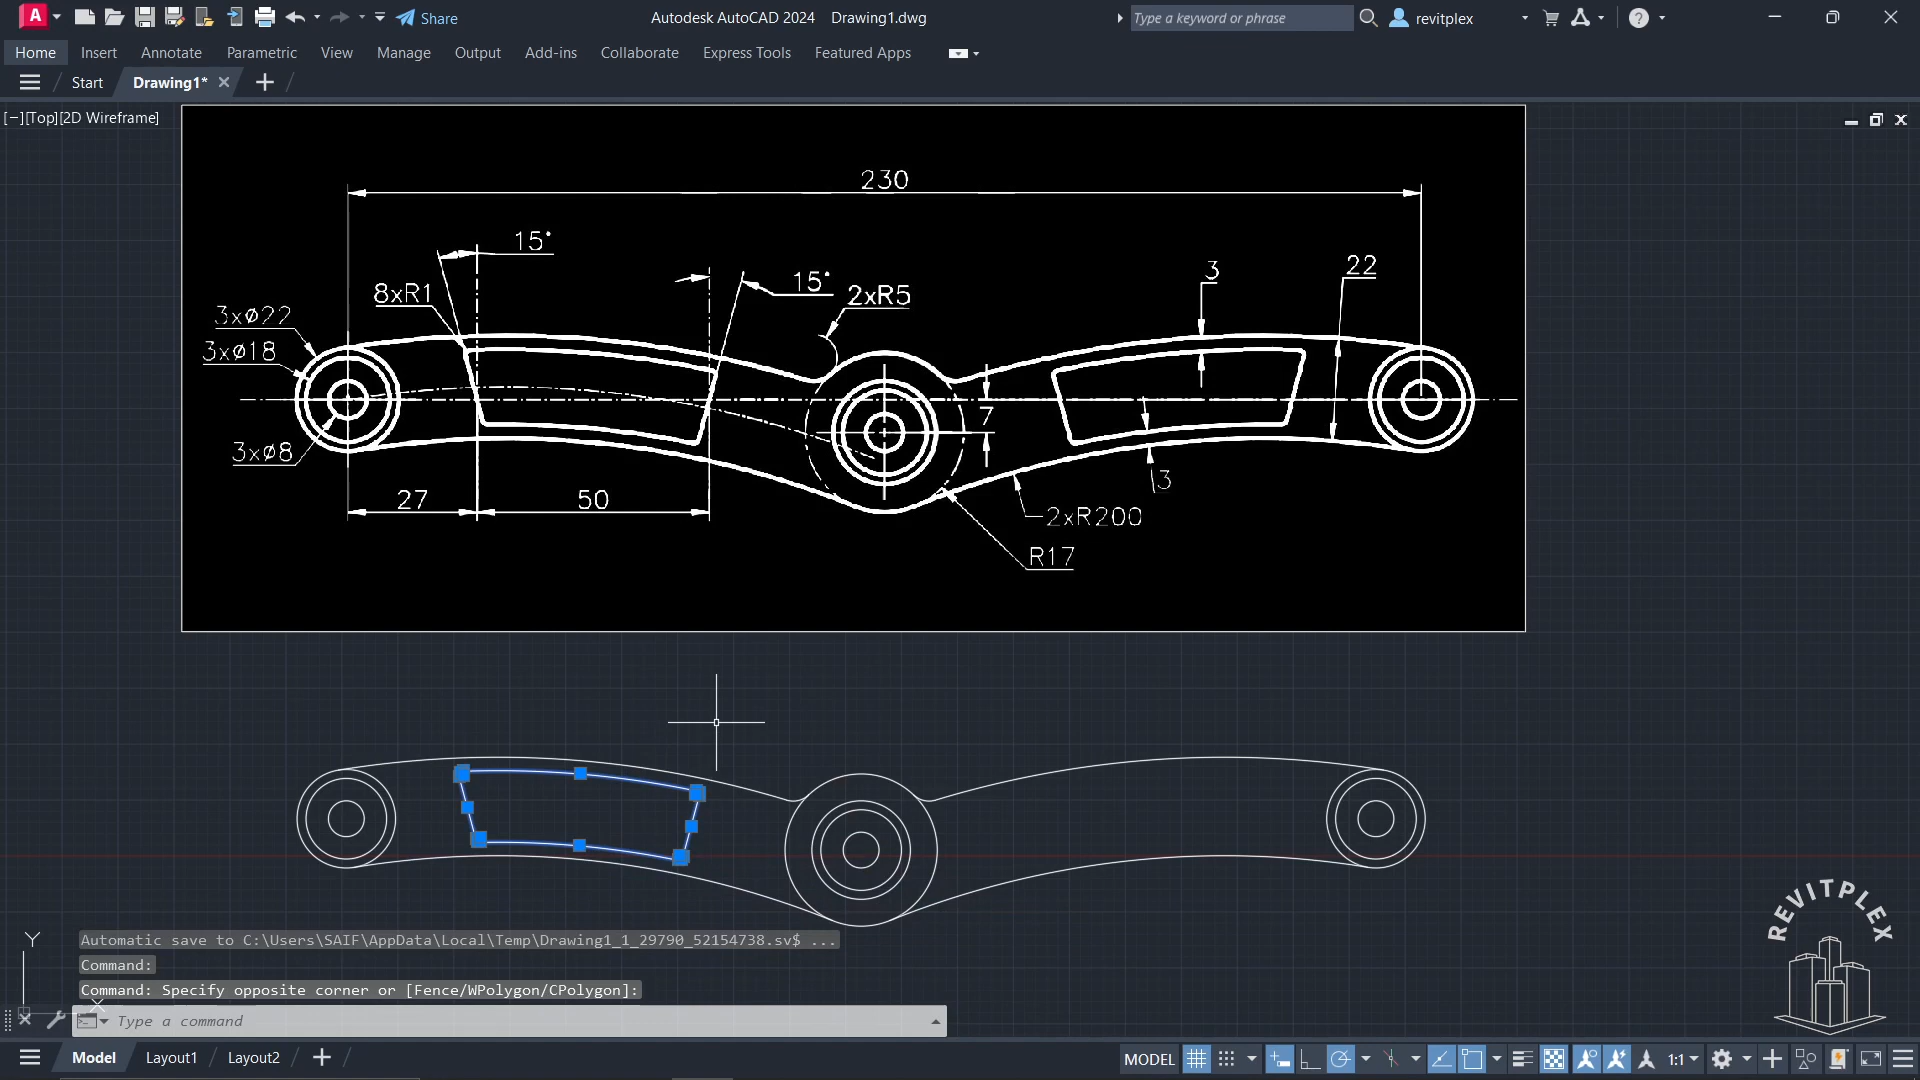 A Share Autodesk AutoCAD 2024 Drawing1.dwg Type a keyword or phrase revitplex
Home Insert Annotate Parametric View Manage Output Add-ins Collaborate Express Tools Featured Apps
Start Drawing1*
[−][Top][2D Wireframe]
230
15°
8xR1
15°
2xR5
3
22
3xø22
3xø18
7
3xø8
27
50
3
2xR200
R17
REVITPLEX
Y
X
Automatic save to C:\Users\SAIF\AppData\Local\Temp\Drawing1_1_29790_52154738.sv$ ...
Command:
Command: Specify opposite corner or [Fence/WPolygon/CPolygon]:
Type a command
Model Layout1 Layout2 MODEL 1:1